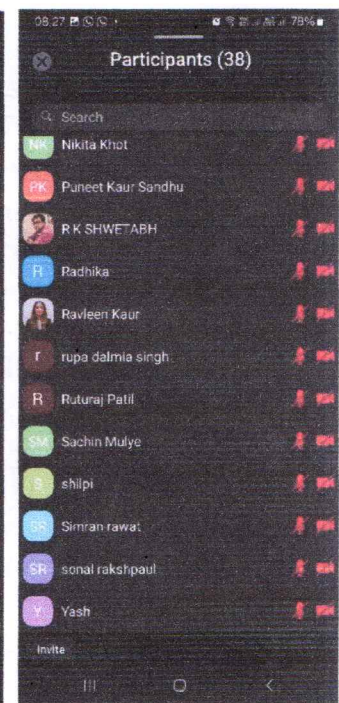 08:27
78%
Participants (38)
Search
NK Nikita Khot
PK Puneet Kaur Sandhu
R K SHWETABH
R Radhika
Ravleen Kaur
r rupa dalmia singh
R Ruturaj Patil
SM Sachin Mulye
S shilpi
SR Simran rawat
SR sonal rakshpaul
Y Yash
Invite